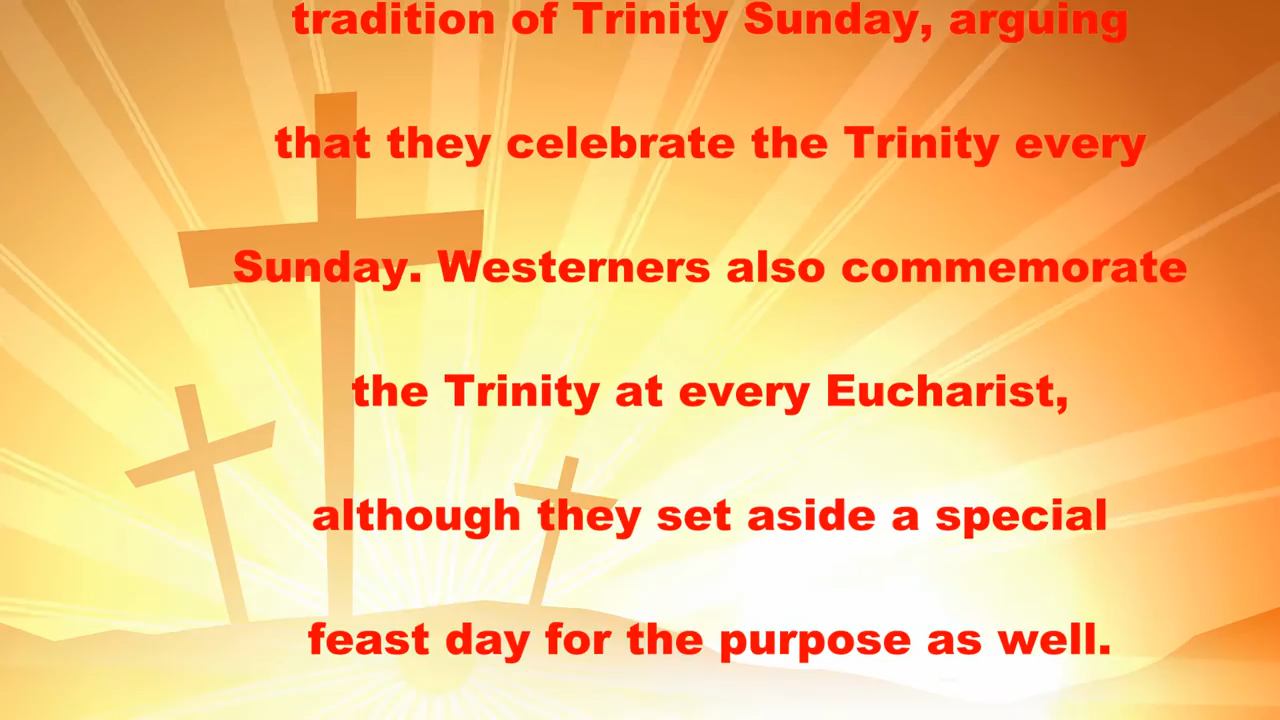 tradition of Trinity Sunday, arguing
that they celebrate the Trinity every
Sunday. Westerners also commemorate
the Trinity at every Eucharist,
although they set aside a special
feast day for the purpose as well.